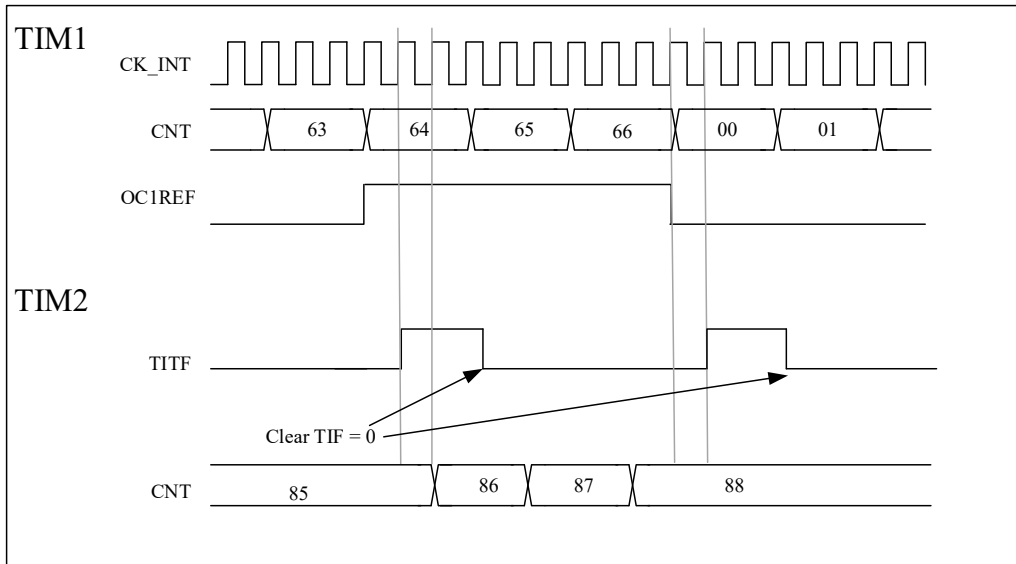 TIM1
CK_INT
CNT 63 64 65 66 00 01
OC1REF
TIM2
TITF
Clear TIF = 0
CNT 85 86 87 88